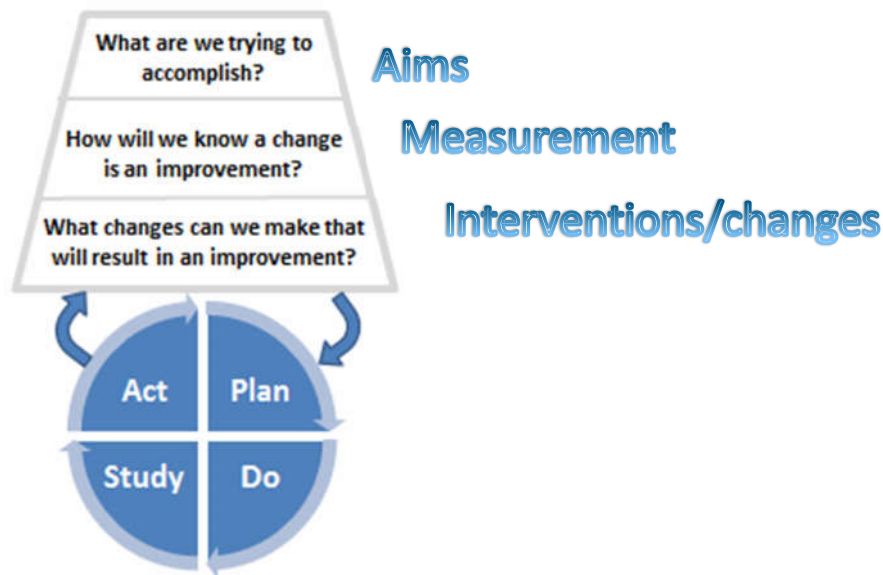 What are we trying to
accomplish?
Aims
How will we know a change
is an improvement?
Measurement
What changes can we make that
will result in an improvement?
Interventions/changes
Act
Plan
Study
Do